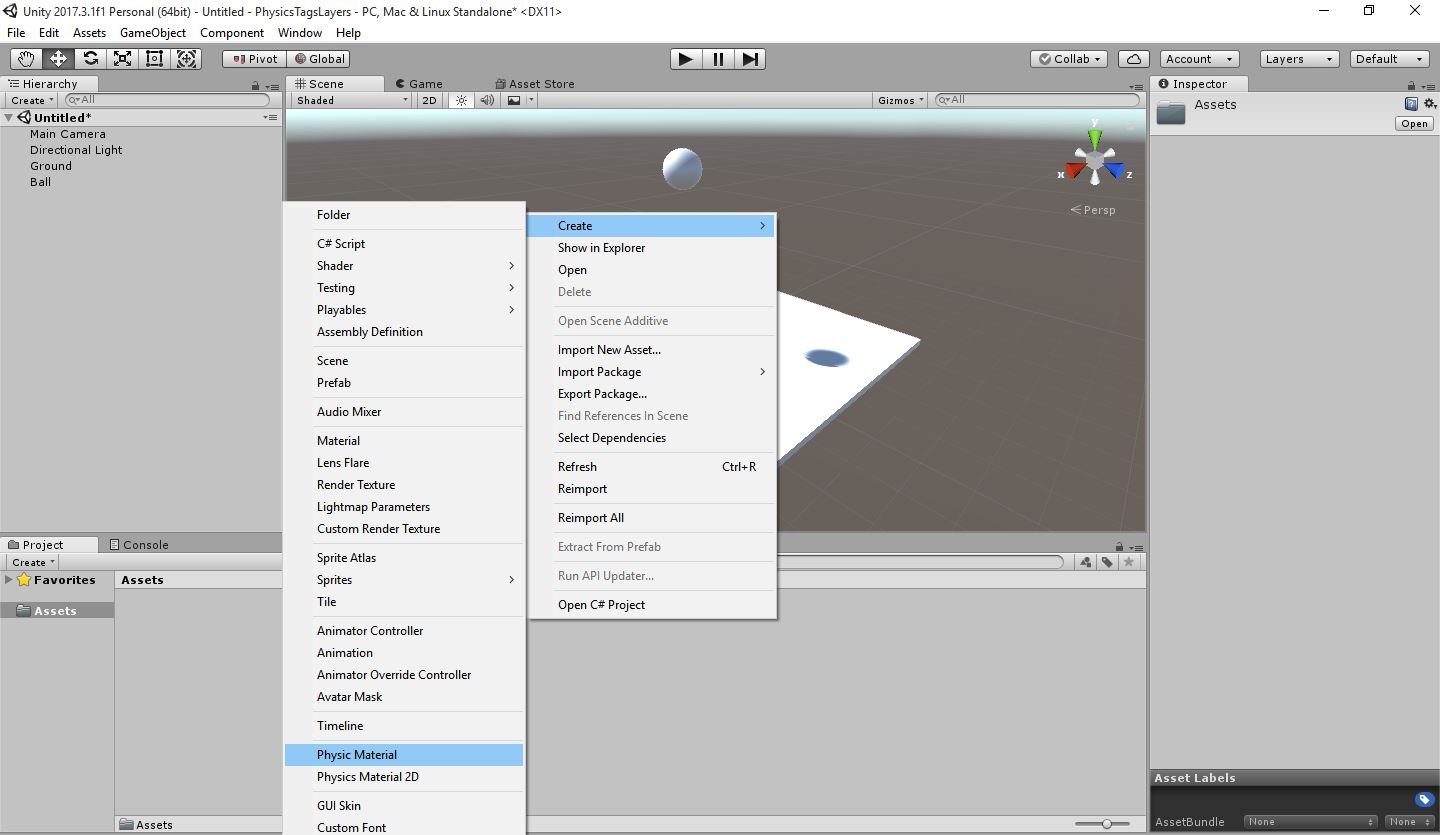 Unity 2017.3.1f1 Personal (64bit) - Untitled - PhysicsTagsLayers - PC, Mac & Linux Standalone* <DX11>
File Edit Assets GameObject Component Window Help
Pivot Global Collab Account Layers Default
Hierarchy
Create All
Untitled*
Main Camera
Directional Light
Ground
Ball
Scene Game Asset Store
Shaded 2D Gizmos All
y
x
z
Persp
Folder
C# Script
Shader
Testing
Playables
Assembly Definition
Scene
Prefab
Audio Mixer
Material
Lens Flare
Render Texture
Lightmap Parameters
Custom Render Texture
Sprite Atlas
Sprites
Tile
Animator Controller
Animation
Animator Override Controller
Avatar Mask
Timeline
Physic Material
Physics Material 2D
GUI Skin
Custom Font
Create
Show in Explorer
Open
Delete
Open Scene Additive
Import New Asset...
Import Package
Export Package...
Find References In Scene
Select Dependencies
Refresh Ctrl+R
Reimport
Reimport All
Extract From Prefab
Run API Updater...
Open C# Project
Project Console
Create
Favorites
Assets
Assets
Assets
Inspector
Assets
Open
Asset Labels
AssetBundle None None